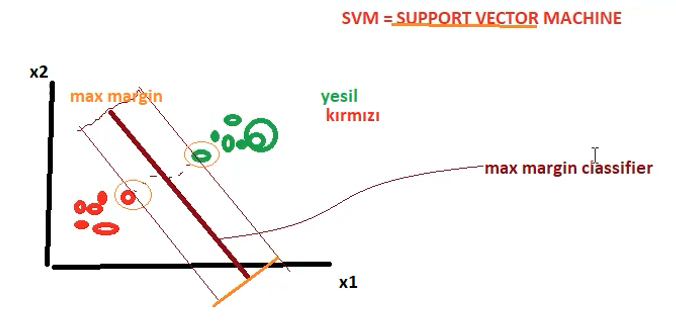 SVM = SUPPORT VECTOR MACHINE
x2
max margin
yesil
kırmızı
max margin classifier
x1